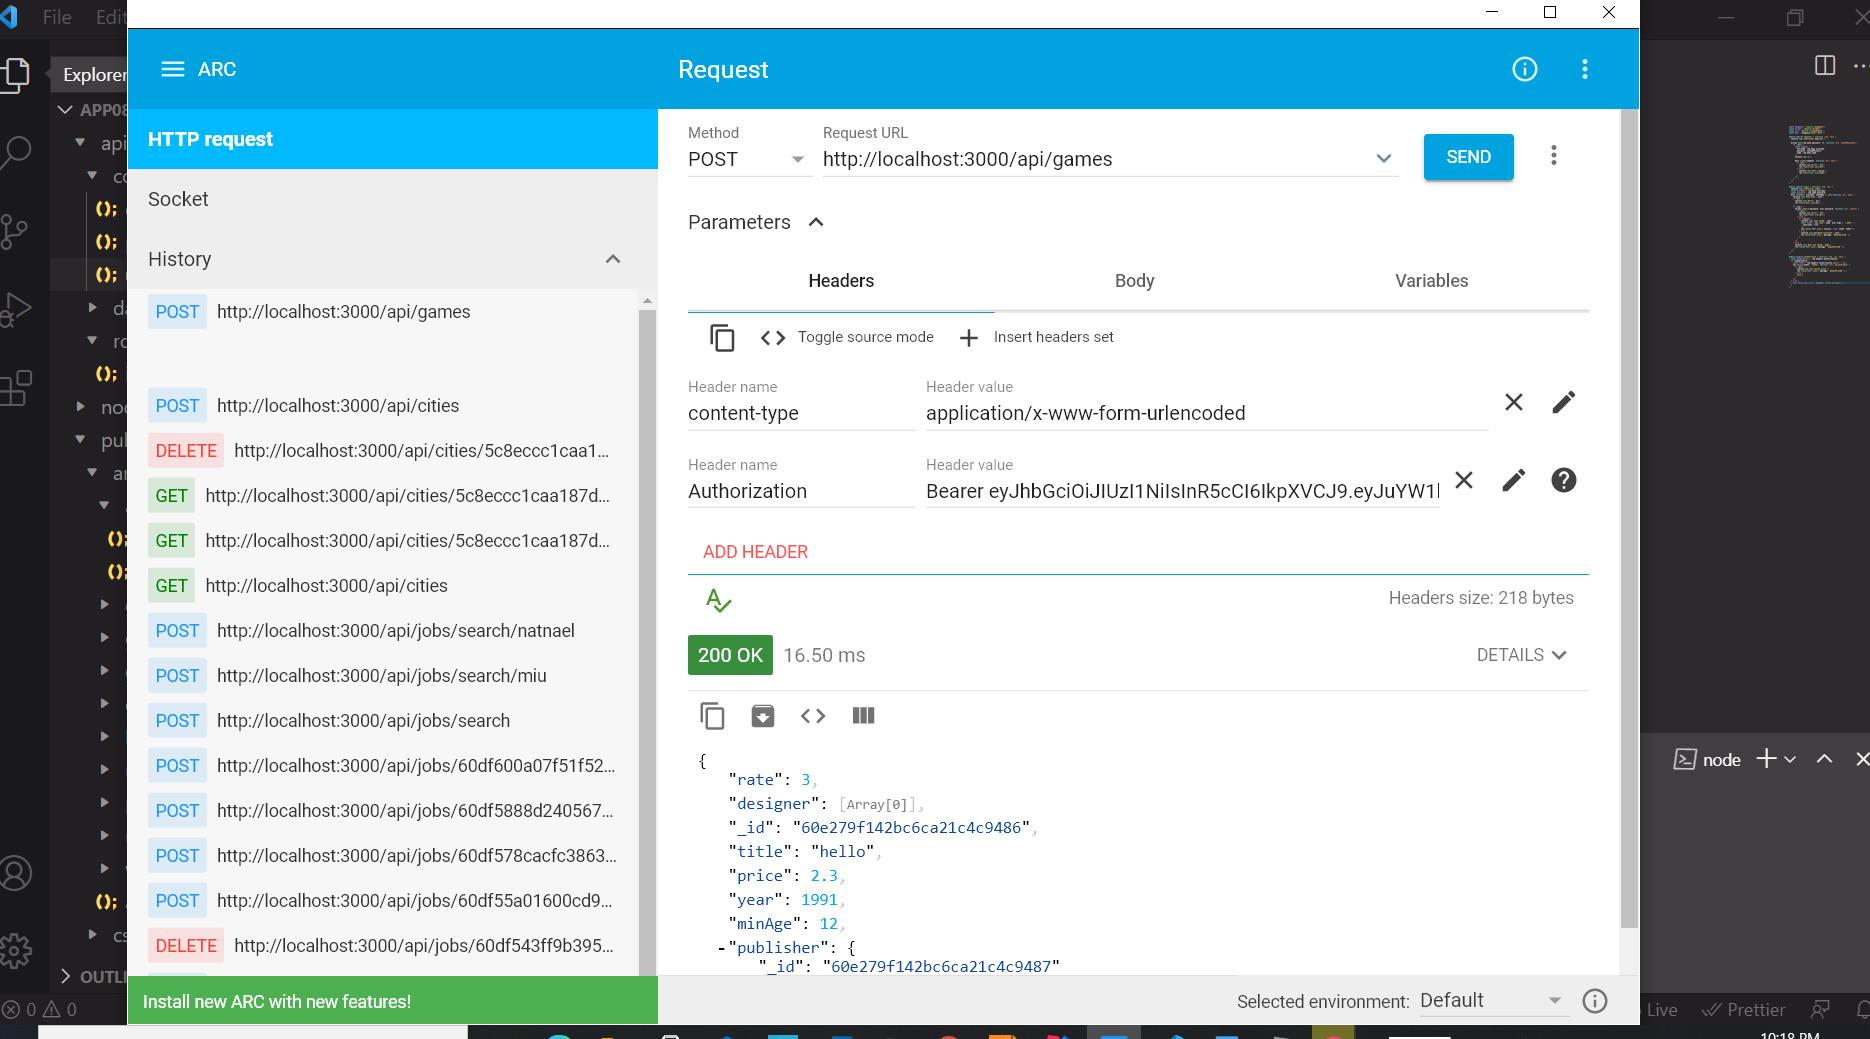 File Edit
Explorer
APP08
api
ARC
Request
HTTP request
Socket
History
POST http://localhost:3000/api/games
POST http://localhost:3000/api/cities
DELETE http://localhost:3000/api/cities/5c8eccc1caa1...
GET http://localhost:3000/api/cities/5c8eccc1caa187d...
GET http://localhost:3000/api/cities/5c8eccc1caa187d...
GET http://localhost:3000/api/cities
POST http://localhost:3000/api/jobs/search/natnael
POST http://localhost:3000/api/jobs/search/miu
POST http://localhost:3000/api/jobs/search
POST http://localhost:3000/api/jobs/60df600a07f51f52...
POST http://localhost:3000/api/jobs/60df5888d240567...
POST http://localhost:3000/api/jobs/60df578cacfc3863...
POST http://localhost:3000/api/jobs/60df55a01600cd9...
DELETE http://localhost:3000/api/jobs/60df543ff9b395...
Install new ARC with new features!
Method Request URL
POST http://localhost:3000/api/games
SEND
Parameters
Headers Body Variables
Toggle source mode Insert headers set
Header name Header value
content-type application/x-www-form-urlencoded
Header name Header value
Authorization Bearer eyJhbGciOiJIUzI1NiIsInR5cCI6IkpXVCJ9.eyJuYW1l
ADD HEADER
Headers size: 218 bytes
200 OK 16.50 ms DETAILS
{
"rate": 3,
"designer": [Array[0]],
"_id": "60e279f142bc6ca21c4c9486",
"title": "hello",
"price": 2.3,
"year": 1991,
"minAge": 12,
-"publisher": {
"_id": "60e279f142bc6ca21c4c9487"
Selected environment: Default
node
OUTLI
0 0
Live Prettier
10:18 PM